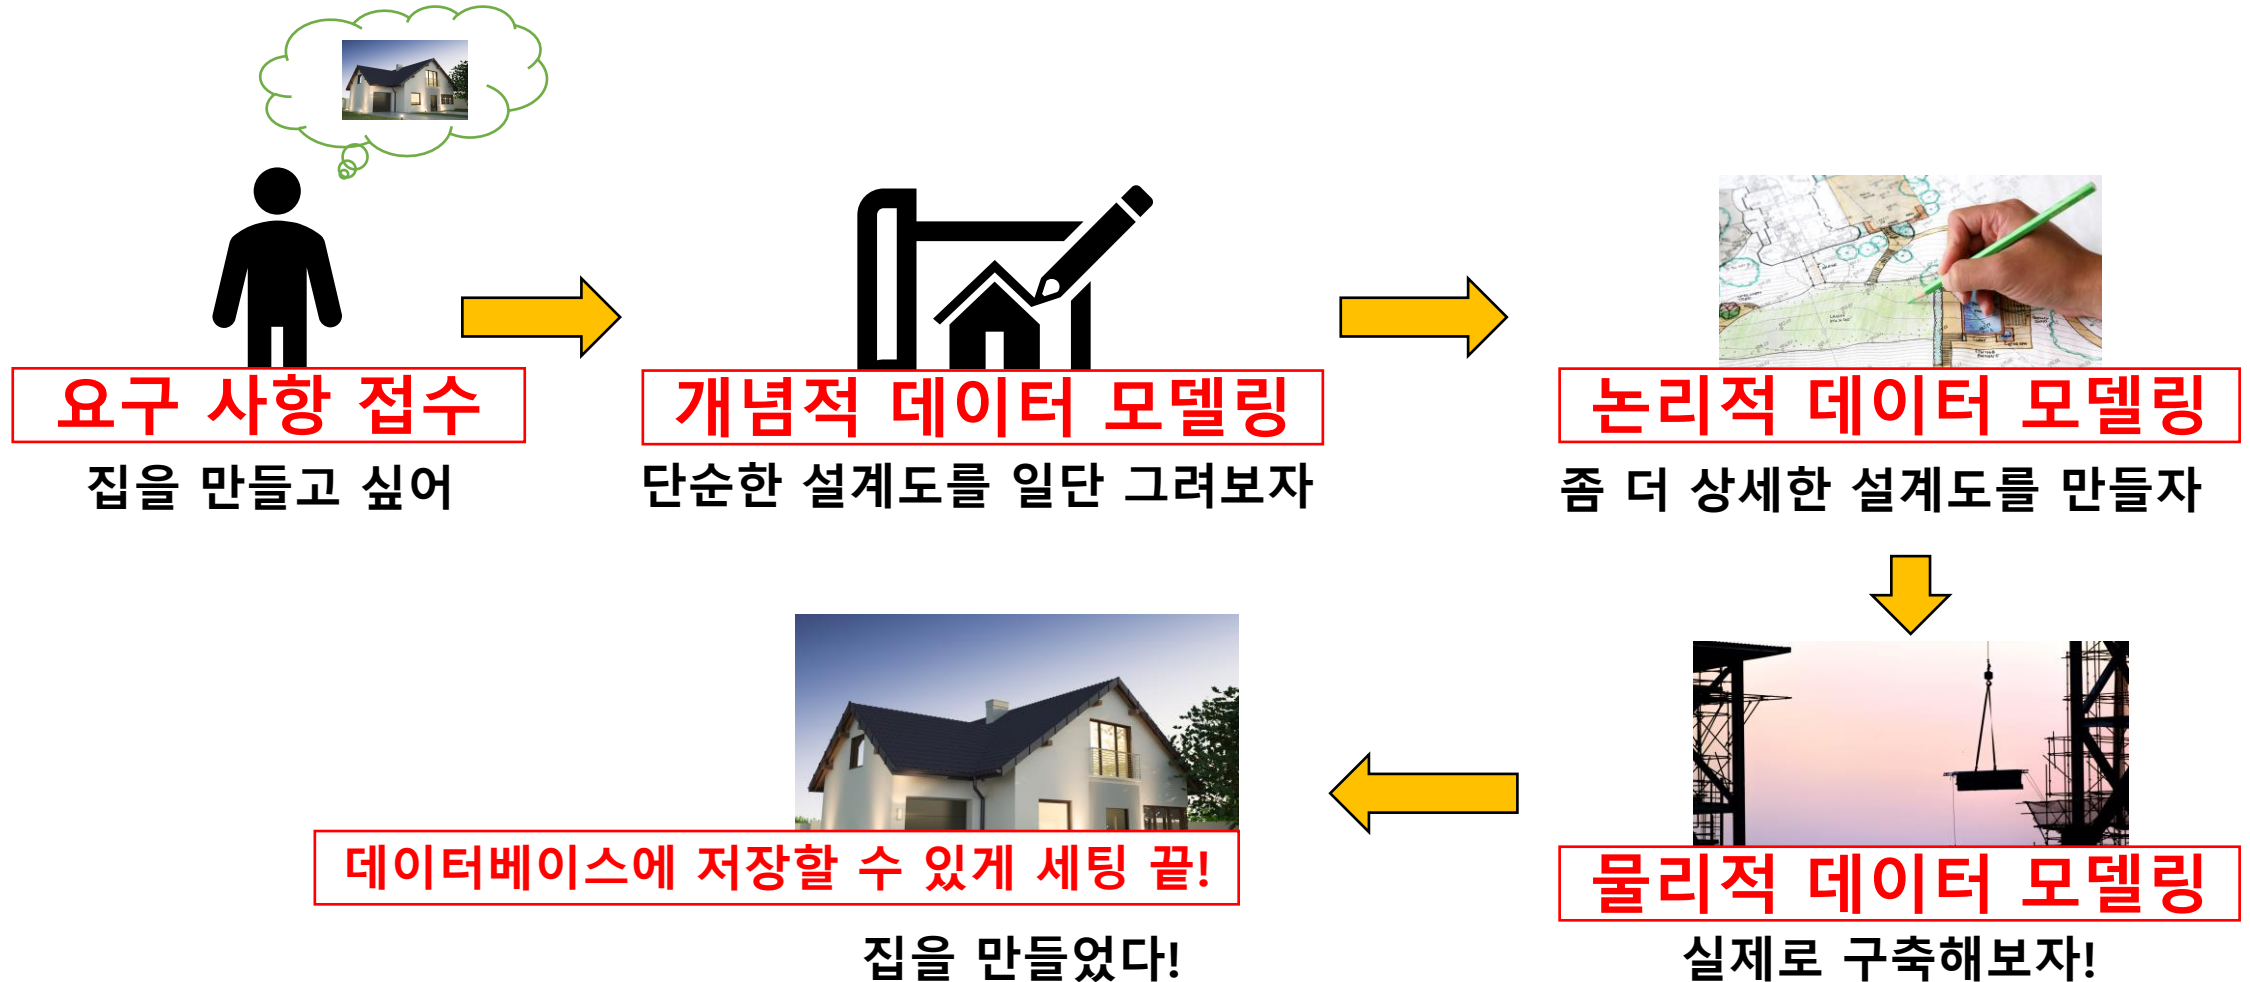 요구 사항 접수
집을 만들고 싶어
개념적 데이터 모델링
단순한 설계도를 일단 그려보자
논리적 데이터 모델링
좀 더 상세한 설계도를 만들자
물리적 데이터 모델링
실제로 구축해보자!
데이터베이스에 저장할 수 있게 세팅 끝!
집을 만들었다!